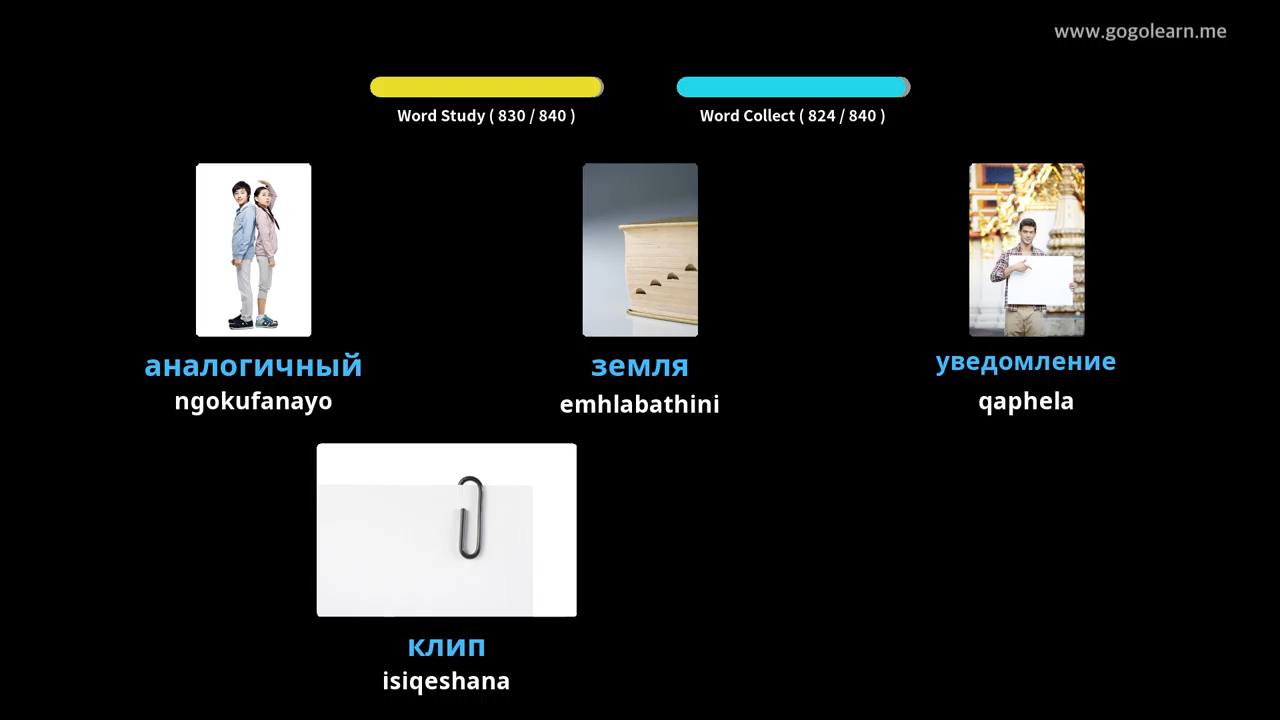 www.gogolearn.me
Word Study ( 830 / 840 )
Word Collect ( 824 / 840 )
аналогичный
ngokufanayo
земля
emhlabathini
уведомление
qaphela
клип
isiqeshana